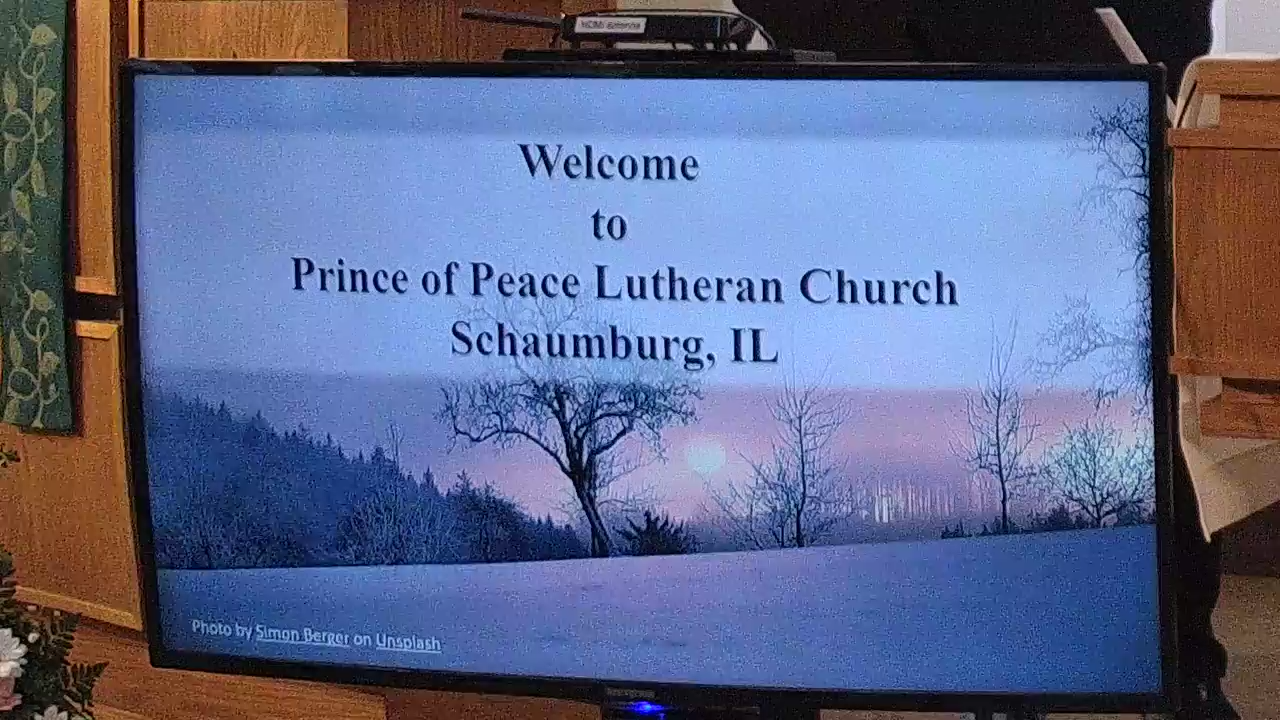 Welcome
to
Prince of Peace Lutheran Church
Schaumburg, IL
Photo by Simon Berger on Unsplash